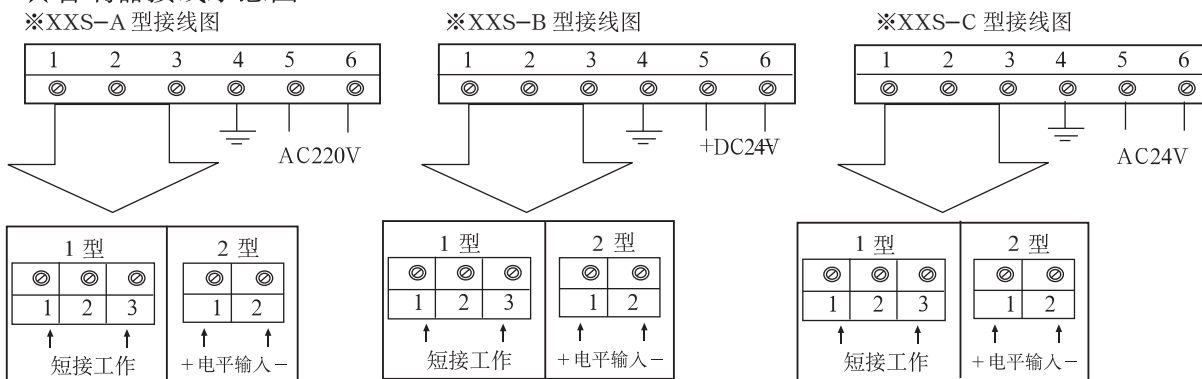 ※XXS-A 型接线图
1 2 3 4 5 6
AC220V
1 型
1 2 3
短接工作
2 型
1 2
+电平输入-
※XXS-B 型接线图
1 2 3 4 5 6
+DC24V-
1 型
1 2 3
短接工作
2 型
1 2
+电平输入-
※XXS-C 型接线图
1 2 3 4 5 6
AC24V
1 型
1 2 3
短接工作
2 型
1 2
+电平输入-